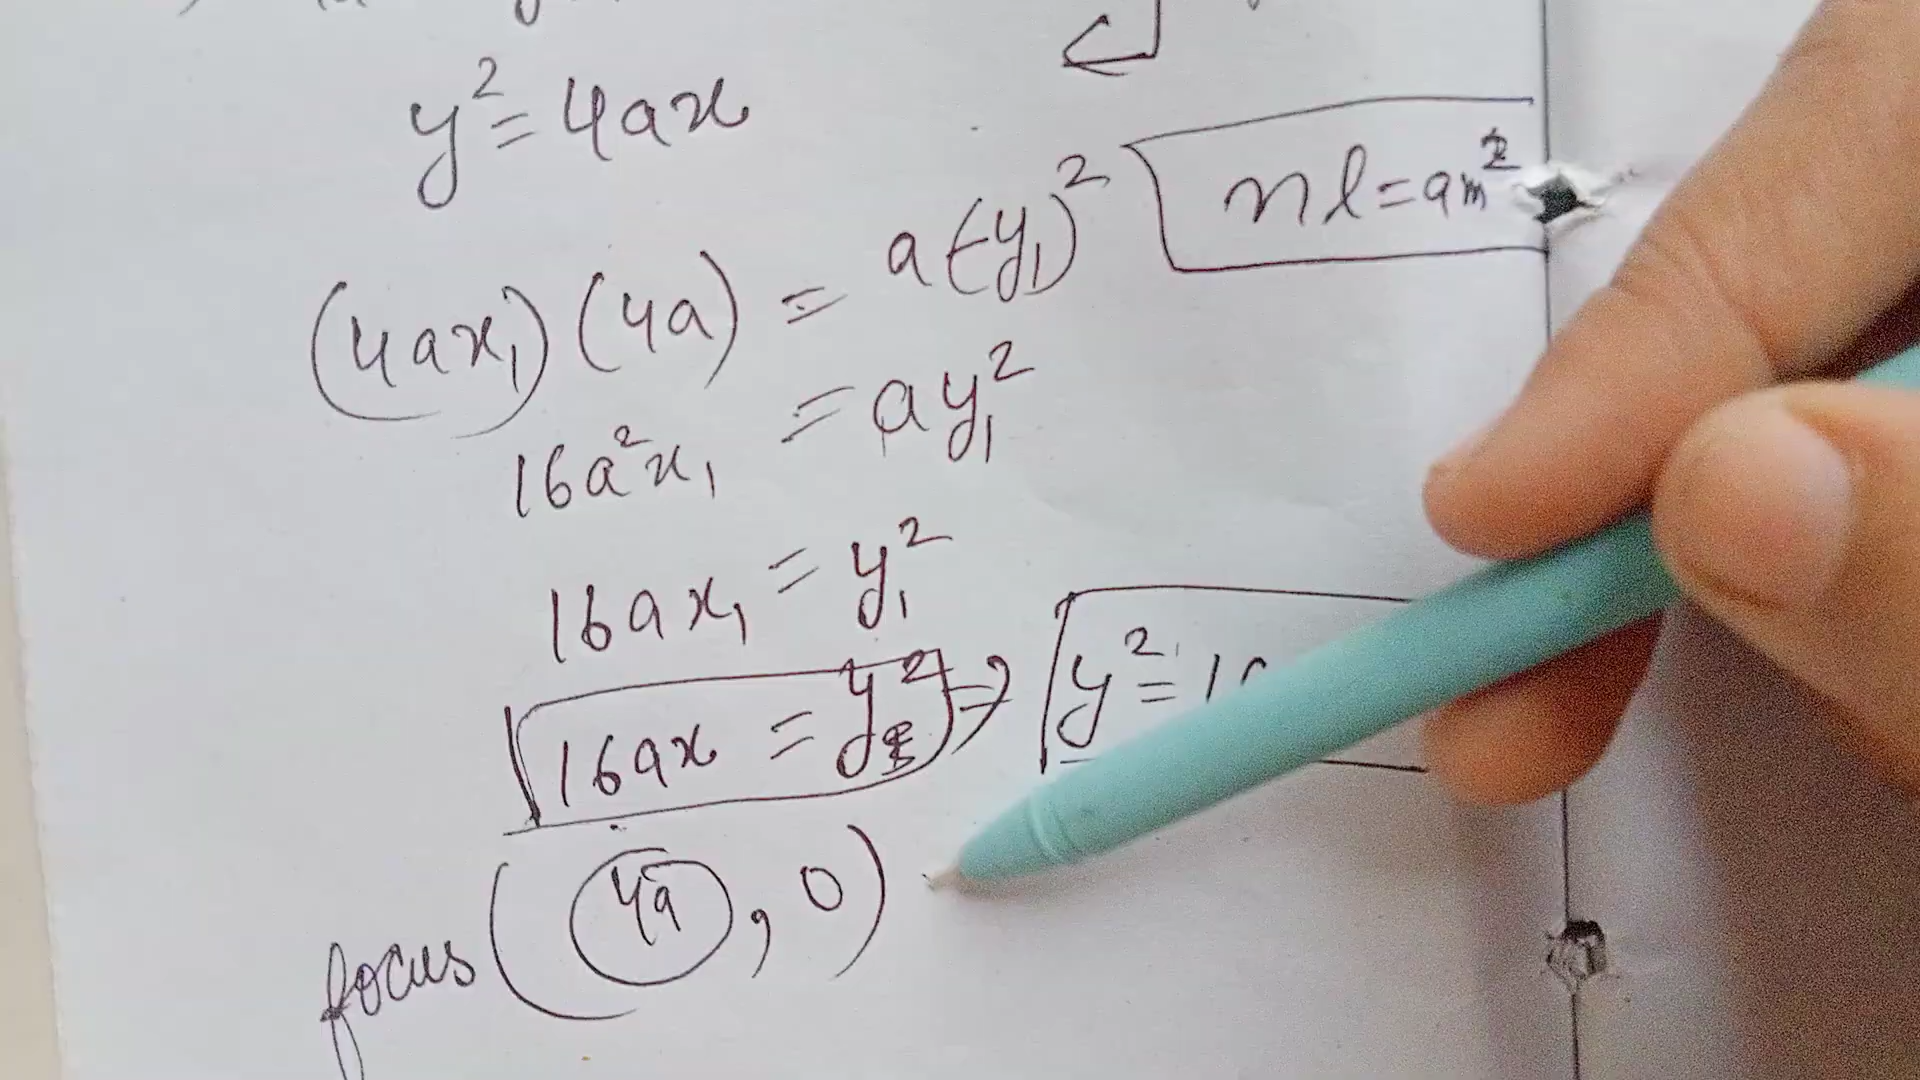 y² = 4ax
nl = am²
(4ax₁)(4a) = a(-y₁)²
16a²x₁ = ay₁²
16ax₁ = y₁²
16ax = y² ⇒ y² = 1
focus (4a, 0)